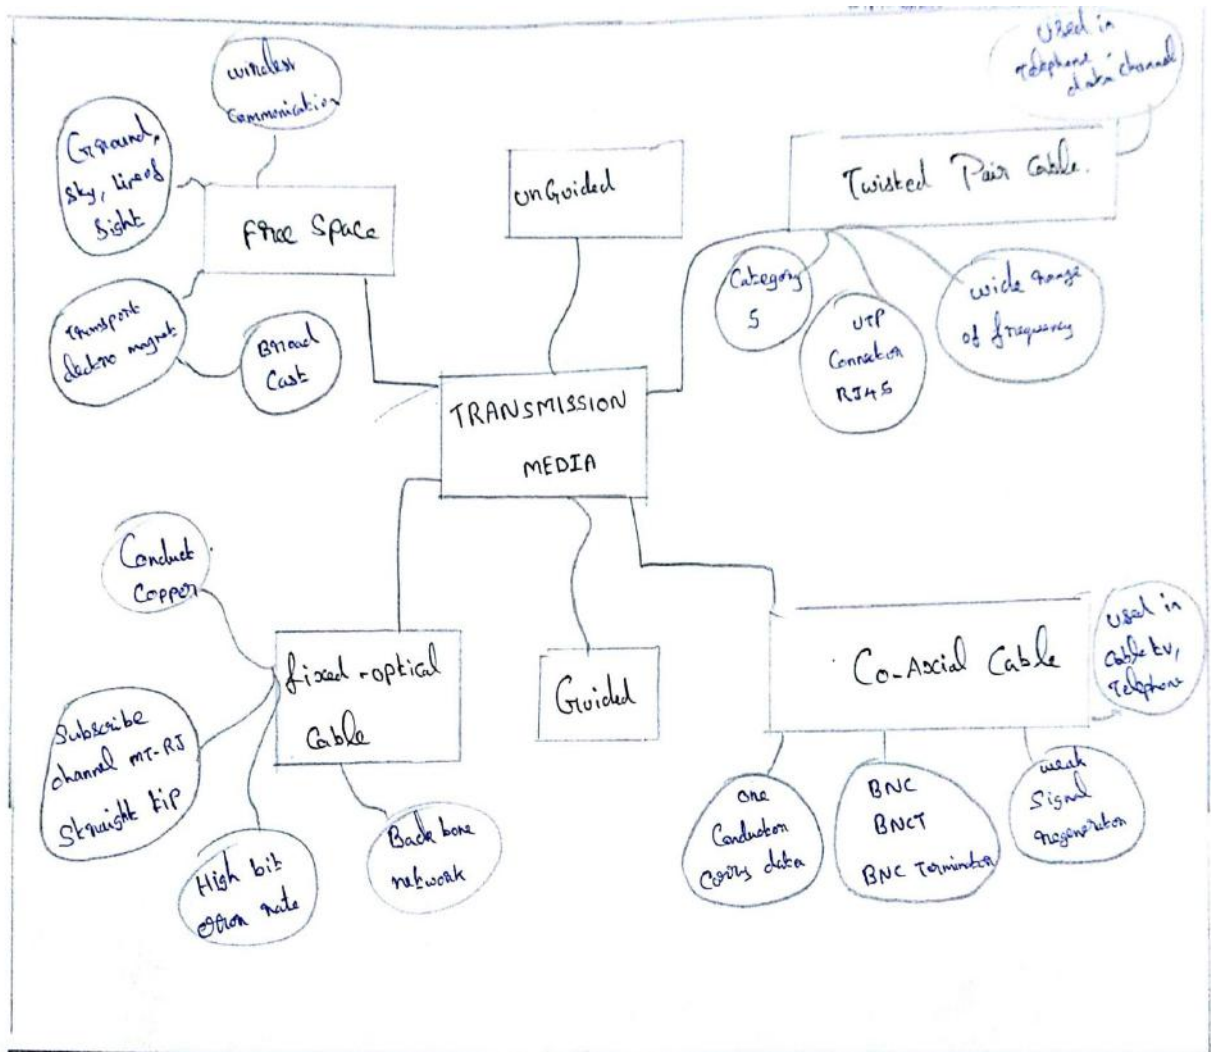 Used in
Telephone
data channel
Wireless
Communication
Ground,
Sky, Line of
Sight
Free Space
Transport
electro magnet
Broad
Cast
UnGuided
Twisted Pair Cable.
Category
5
UTP
Connection
RJ45
wide range
of frequency
TRANSMISSION
MEDIA
Conduct
Copper
fixed-optical
Cable
Subscribe
channel MT-RJ
Straight tip
High bit
error rate
Back bone
network
Guided
Co-Axial Cable
Used in
Cable tv,
Telephone
one
Conductor
Carrys data
BNC
BNCT
BNC Terminator
weak
Signal
regeneration